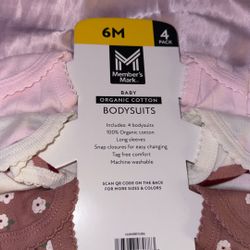 6M
4
PACK
Member's
Mark™
BABY
ORGANIC COTTON
BODYSUITS
Includes: 4 bodysuits
100% Organic cotton
Long sleeves
Snap closures for easy changing
Tag free comfort
Machine washable
SCAN QR CODE ON THE BACK
FOR MORE SIZES & COLORS